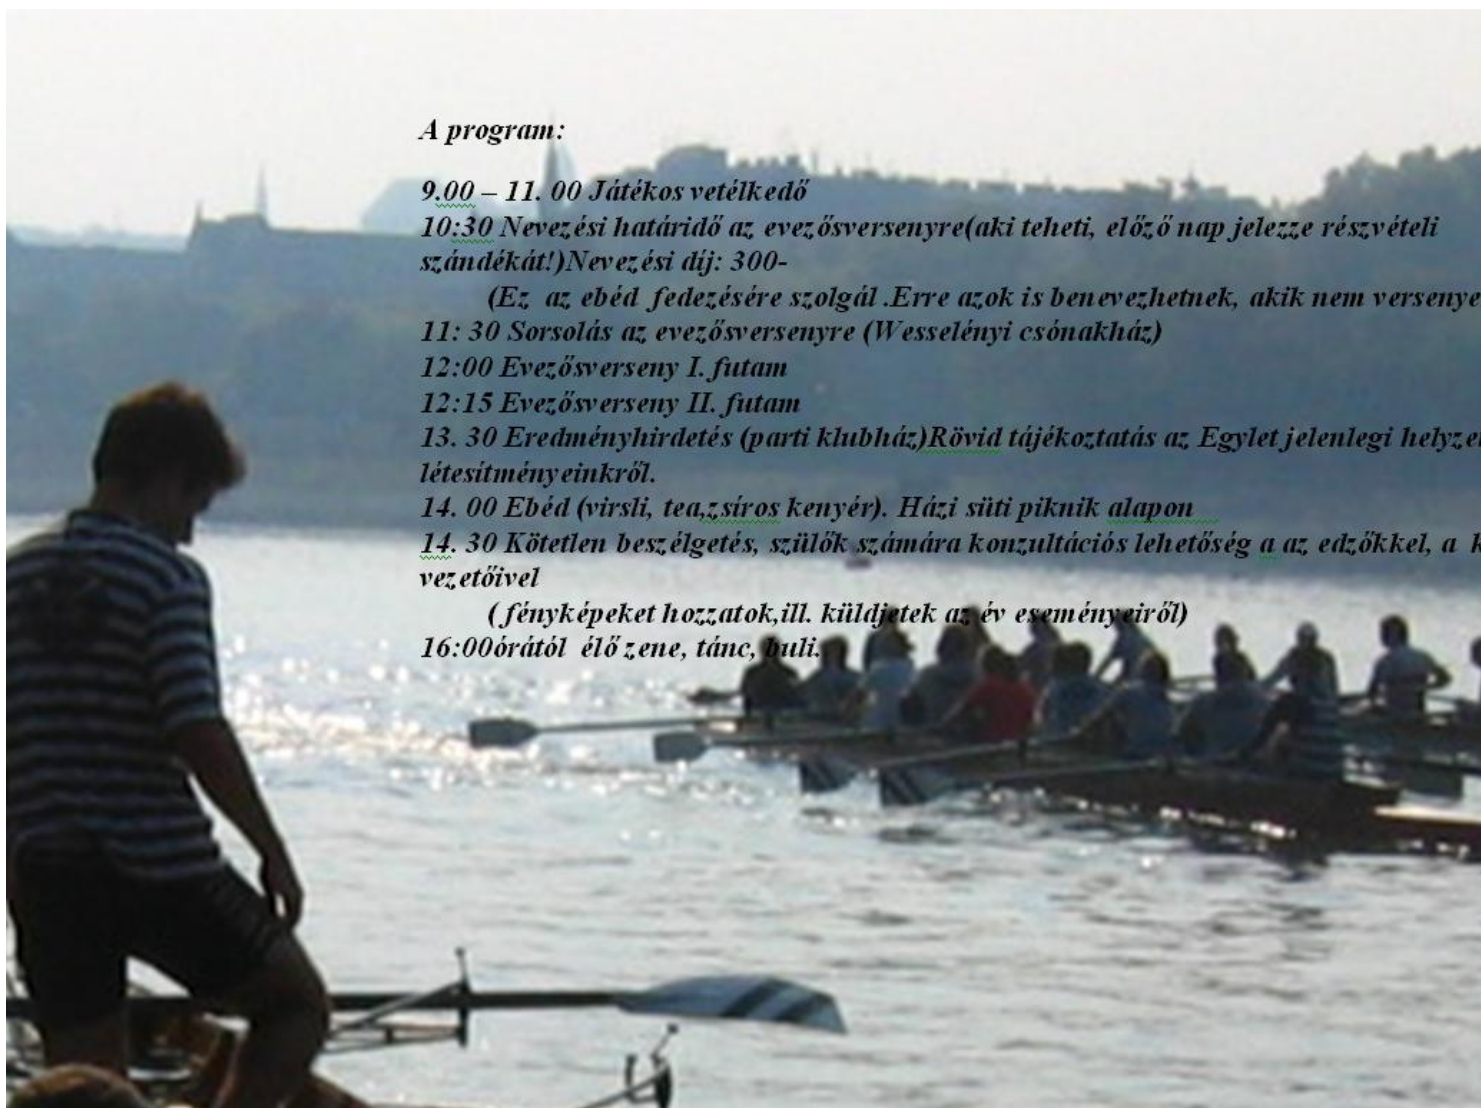 A program:
9.00 – 11. 00 Játékos vetélkedő
10:30 Nevezési határidő az evezősversenyre(aki teheti, előző nap jelezze részvételi
szándékát!)Nevezési díj: 300-
(Ez az ebéd fedezésére szolgál .Erre azok is benevezhetnek, akik nem
11: 30 Sorsolás az evezősversenyre (Wesselényi csónakház)
12:00 Evezősverseny I. futam
12:15 Evezősverseny II. futam
13. 30 Eredményhirdetés (parti klubház)Rövid tájékoztatás az Egylet jelenlegi
létesítményeinkről.
14. 00 Ebéd (virsli, tea,zsíros kenyér). Házi süti piknik alapon
14. 30 Kötetlen beszélgetés, szülők számára konzultációs lehetőség a az edzőkkel, a
vezetőivel
( fényképeket hozzatok,ill. küldjetek az év eseményeiről)
16:00órától élő zene, tánc, buli.